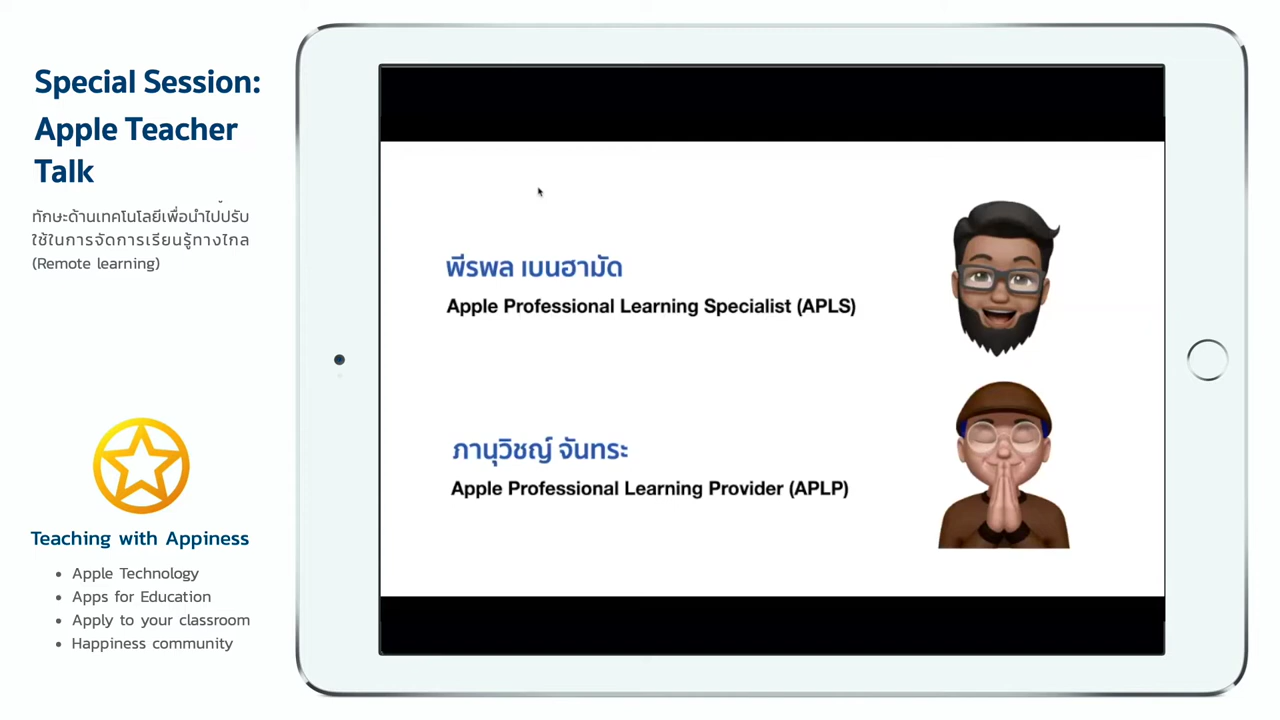 Special Session:
Apple Teacher
Talk
ทักษะด้านเทคโนโลยีเพื่อนำไปปรับ
ใช้ในการจัดการเรียนรู้ทางไกล
(Remote learning)
พีรพล เบนฮามัด
Apple Professional Learning Specialist (APLS)
ภานุวิชญ์ จันทระ
Apple Professional Learning Provider (APLP)
Teaching with Appiness
• Apple Technology
• Apps for Education
• Apply to your classroom
• Happiness community